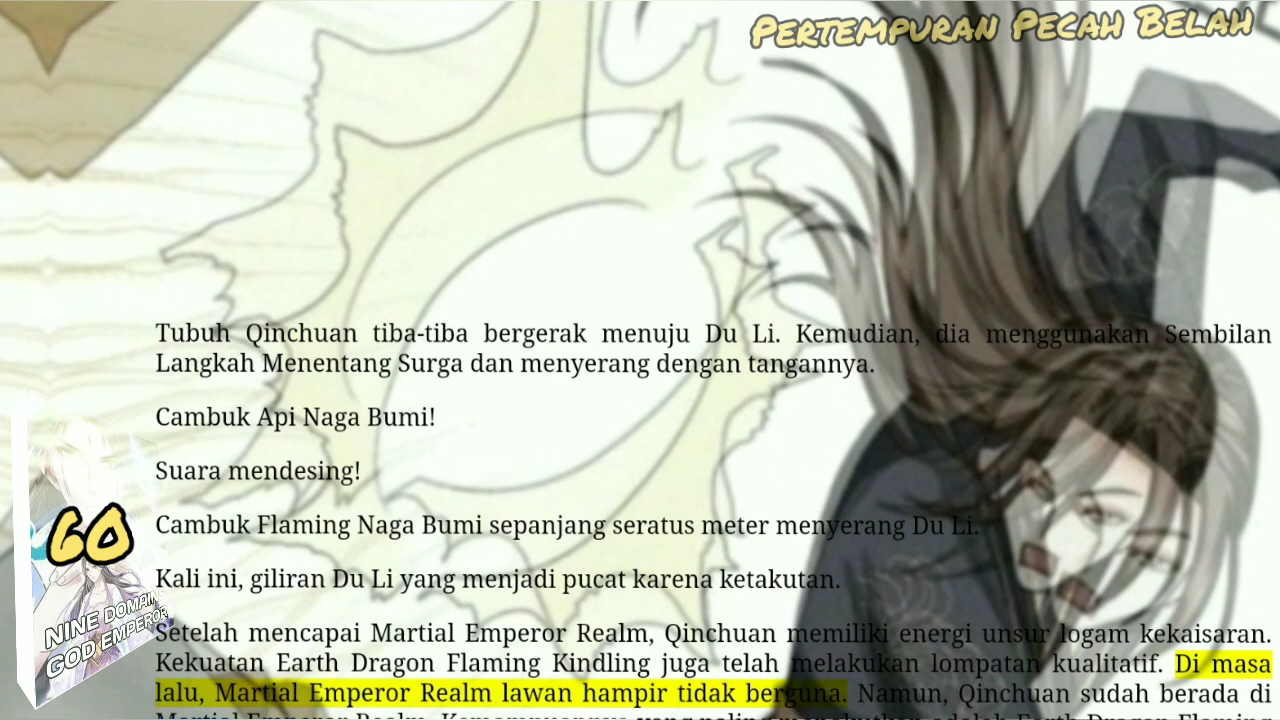 Pertempuran Pecah Belah
Tubuh Qinchuan tiba-tiba bergerak menuju Du Li. Kemudian, dia menggunakan Sembilan
Langkah Menentang Surga dan menyerang dengan tangannya.
Cambuk Api Naga Bumi!
Suara mendesing!
Cambuk Flaming Naga Bumi sepanjang seratus meter menyerang Du Li.
Kali ini, giliran Du Li yang menjadi pucat karena ketakutan.
Setelah mencapai Martial Emperor Realm, Qinchuan memiliki energi unsur logam kekaisaran.
Kekuatan Earth Dragon Flaming Kindling juga telah melakukan lompatan kualitatif. Di masa
lalu, Martial Emperor Realm lawan hampir tidak berguna. Namun, Qinchuan sudah berada di
60
NINE DOMAINS
GOD EMPEROR